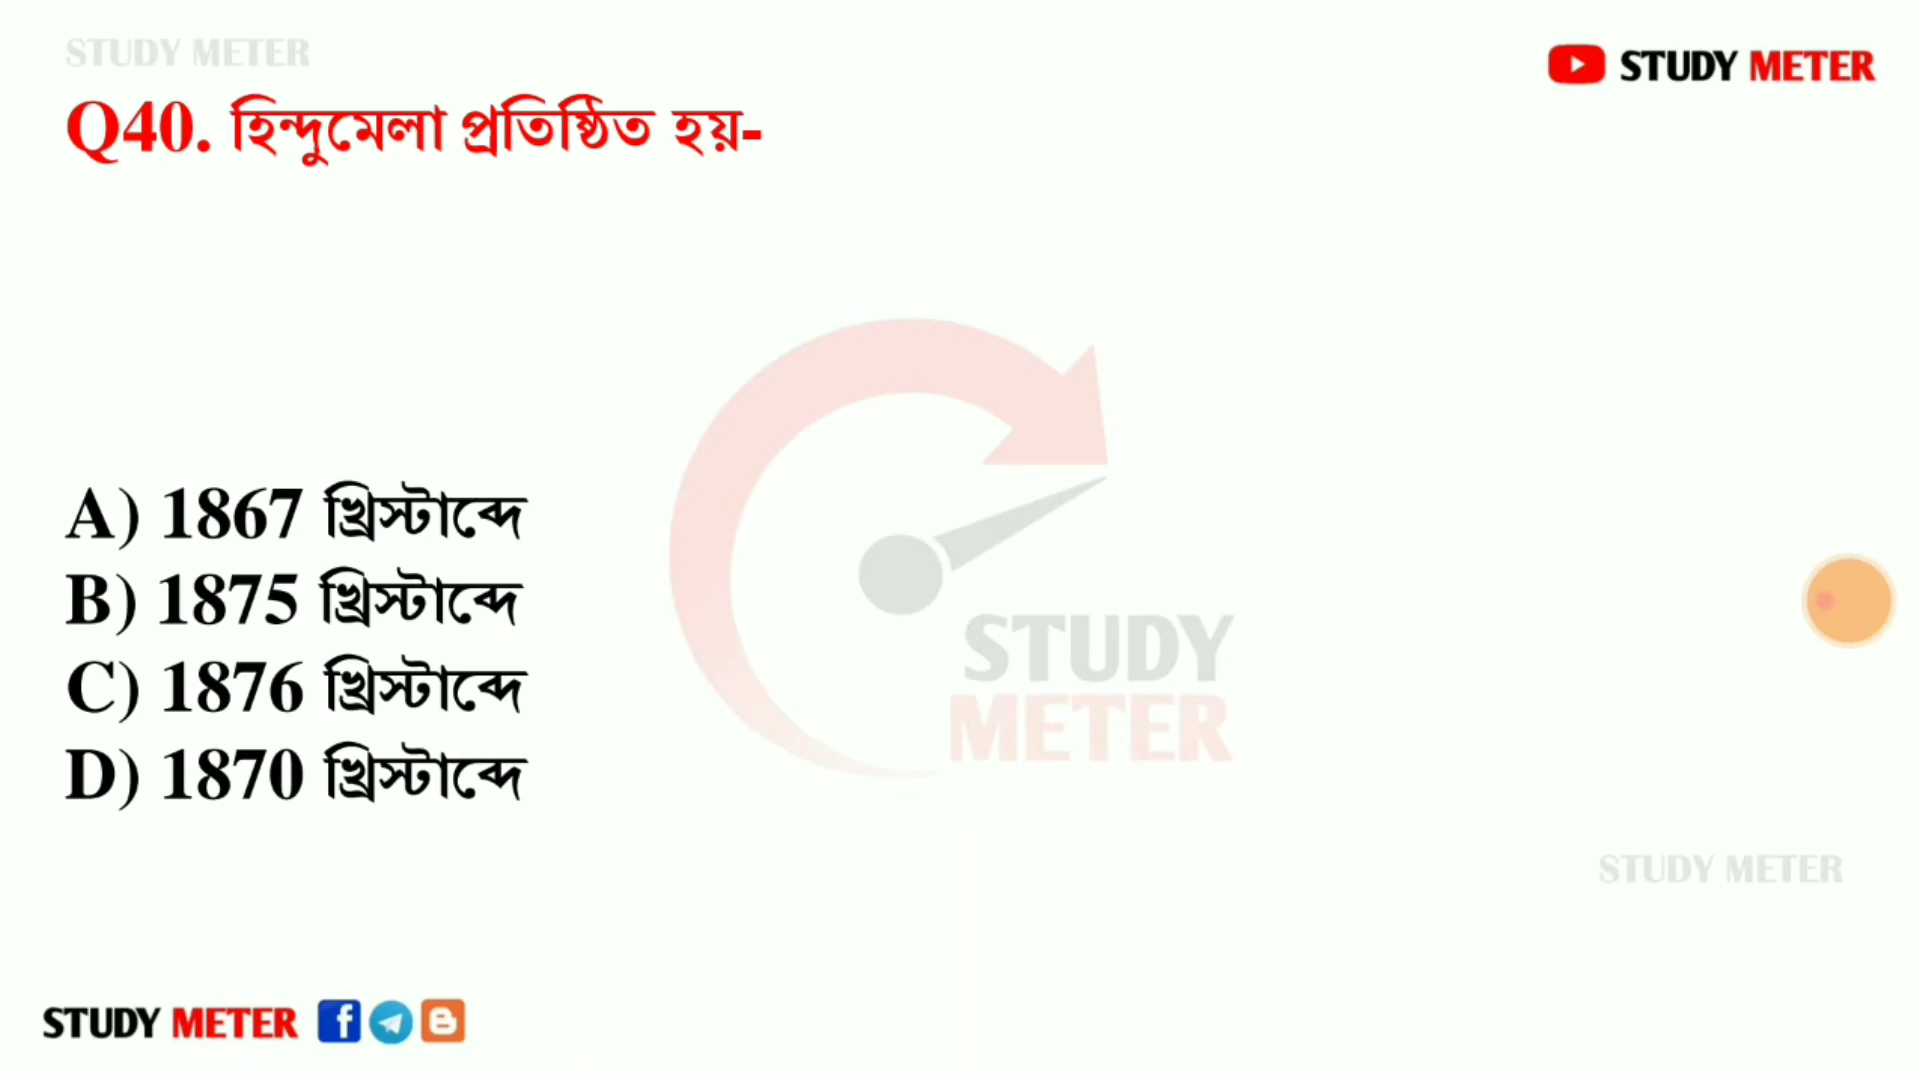 STUDY METER
STUDY METER
Q40. হিন্দুমেলা প্রতিষ্ঠিত হয়-
A) 1867 খ্রিস্টাব্দে
B) 1875 খ্রিস্টাব্দে
C) 1876 খ্রিস্টাব্দে
D) 1870 খ্রিস্টাব্দে
STUDY
METER
STUDY METER
STUDY METER